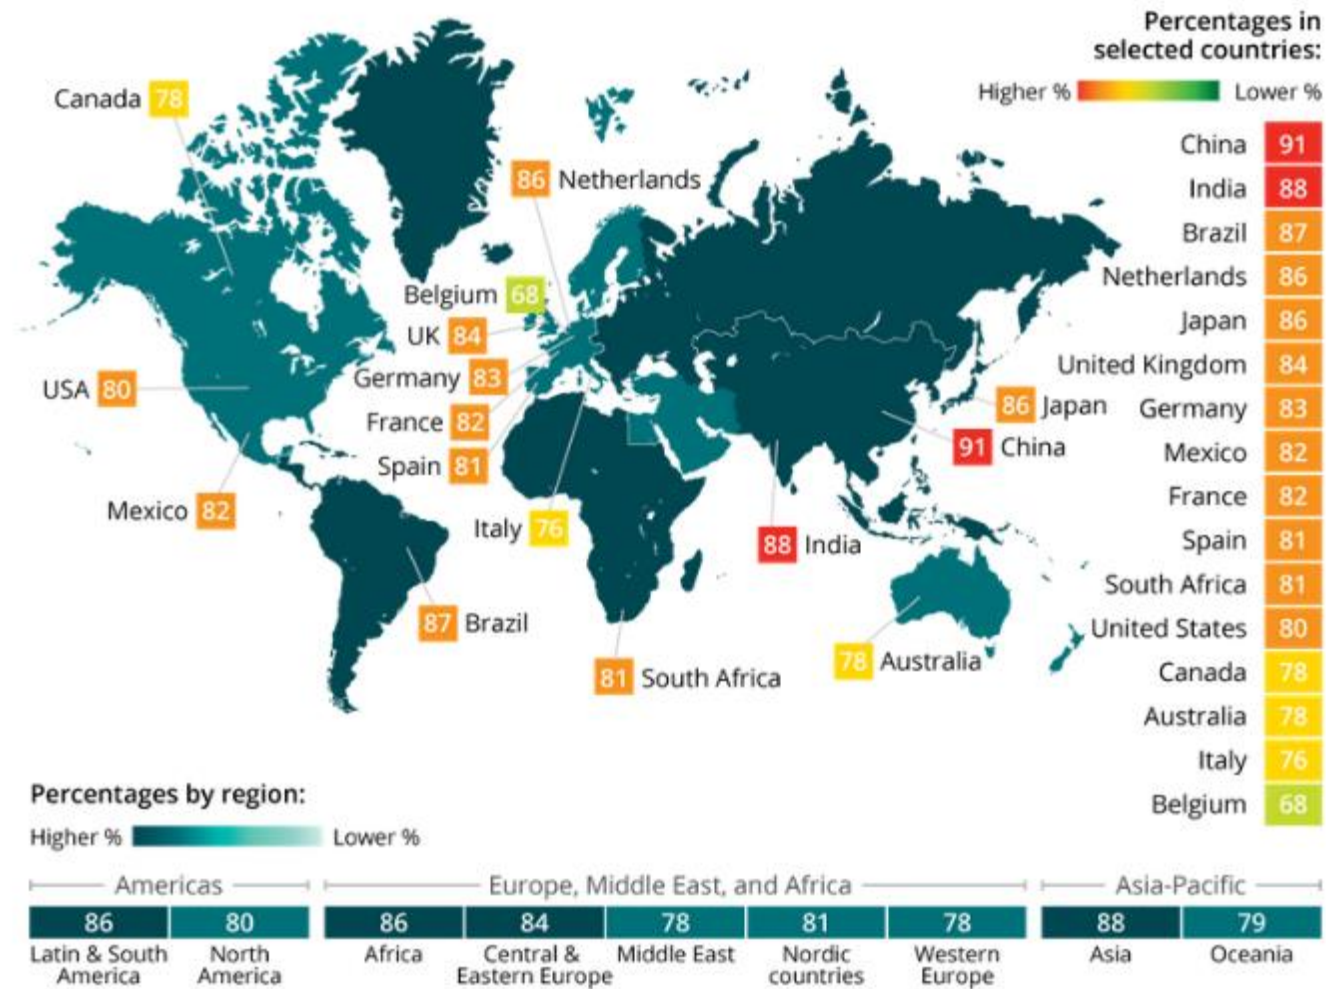 Percentages in
selected countries:
Higher % Lower %
Canada 78
86 Netherlands
Belgium 68
UK 84
Germany 83
USA 80
France 82
Spain 81
Mexico 82
Italy 76
86 Japan
91 China
88 India
87 Brazil
81 South Africa
78 Australia
China 91
India 88
Brazil 87
Netherlands 86
Japan 86
United Kingdom 84
Germany 83
Mexico 82
France 82
Spain 81
South Africa 81
United States 80
Canada 78
Australia 78
Italy 76
Belgium 68
Percentages by region:
Higher % Lower %
Americas Europe, Middle East, and Africa Asia-Pacific
86 80 86 84 78 81 78 88 79
Latin & South North Africa Central & Middle East Nordic Western Asia Oceania
America America Eastern Europe countries Europe